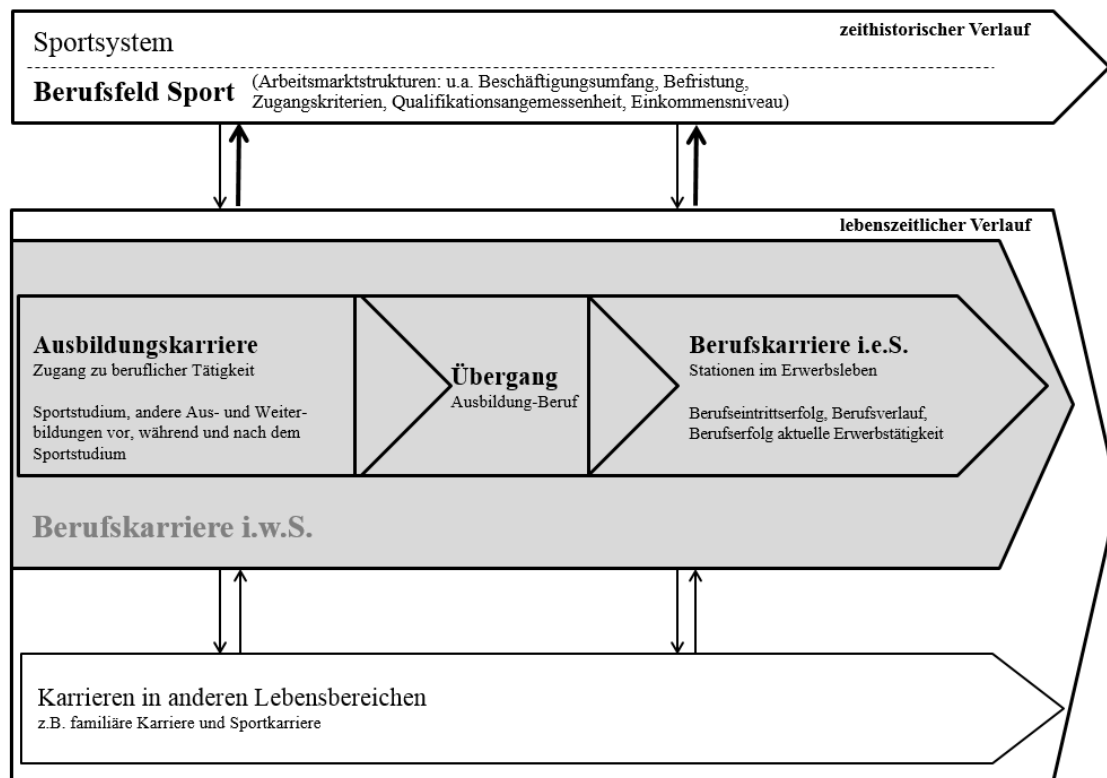 zeithistorischer Verlauf
Sportsystem
Berufsfeld Sport
(Arbeitsmarktstrukturen: u.a. Beschäftigungsumfang, Befristung,
Zugangskriterien, Qualifikationsangemessenheit, Einkommensniveau)
lebenszeitlicher Verlauf
Ausbildungskarriere
Zugang zu beruflicher Tätigkeit
Sportstudium, andere Aus- und Weiter-
bildungen vor, während und nach dem
Sportstudium
Übergang
Ausbildung-Beruf
Berufskarriere i.e.S.
Stationen im Erwerbsleben
Berufseintrittserfolg, Berufsverlauf,
Berufserfolg aktuelle Erwerbstätigkeit
Berufskarriere i.w.S.
Karrieren in anderen Lebensbereichen
z.B. familiäre Karriere und Sportkarriere